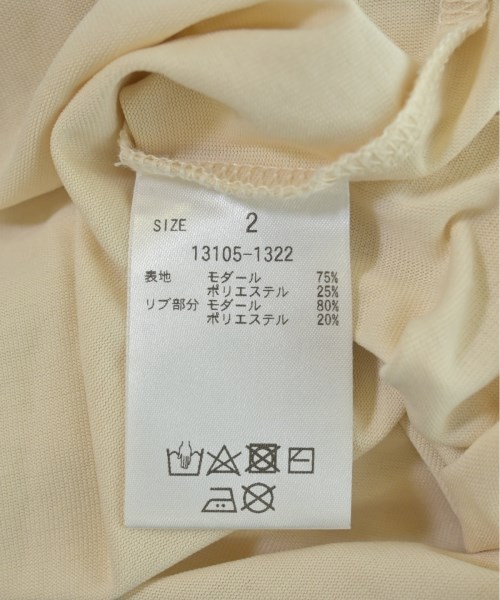 SIZE 2
13105-1322
表地 モダール 75%
ポリエステル 25%
リブ部分 モダール 80%
ポリエステル 20%